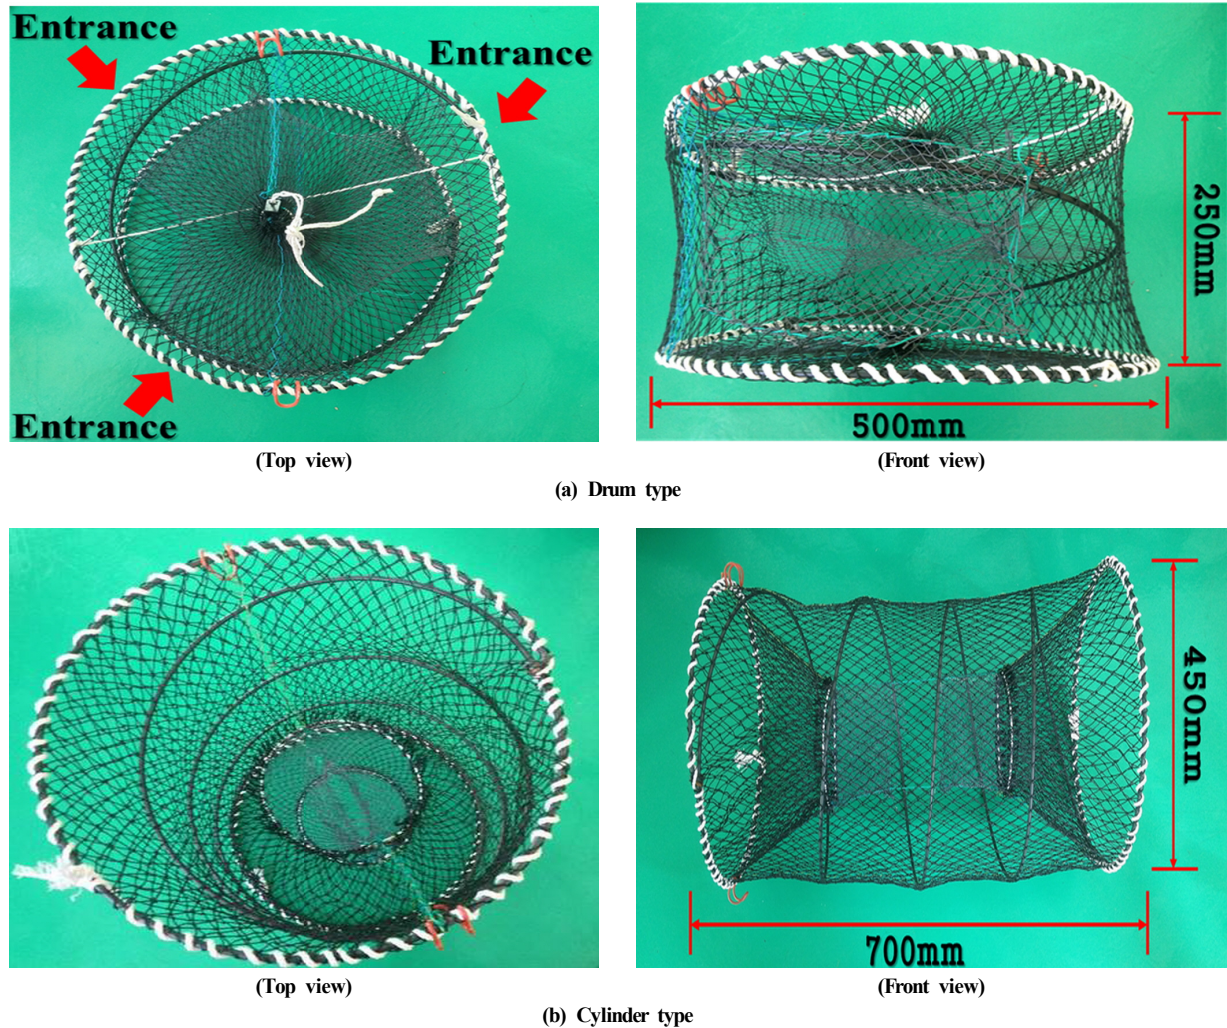 Entrance
Entrance
Entrance
250mm
500mm
(Top view)
(Front view)
(a) Drum type
450mm
700mm
(Top view)
(Front view)
(b) Cylinder type